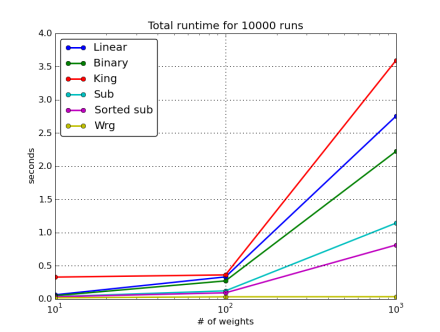 Total runtime for 10000 runs
4.0
3.5
3.0
2.5
2.0
1.5
1.0
0.5
0.0
seconds
Linear
Binary
King
Sub
Sorted sub
Wrg
10^1 10^2 10^3
# of weights